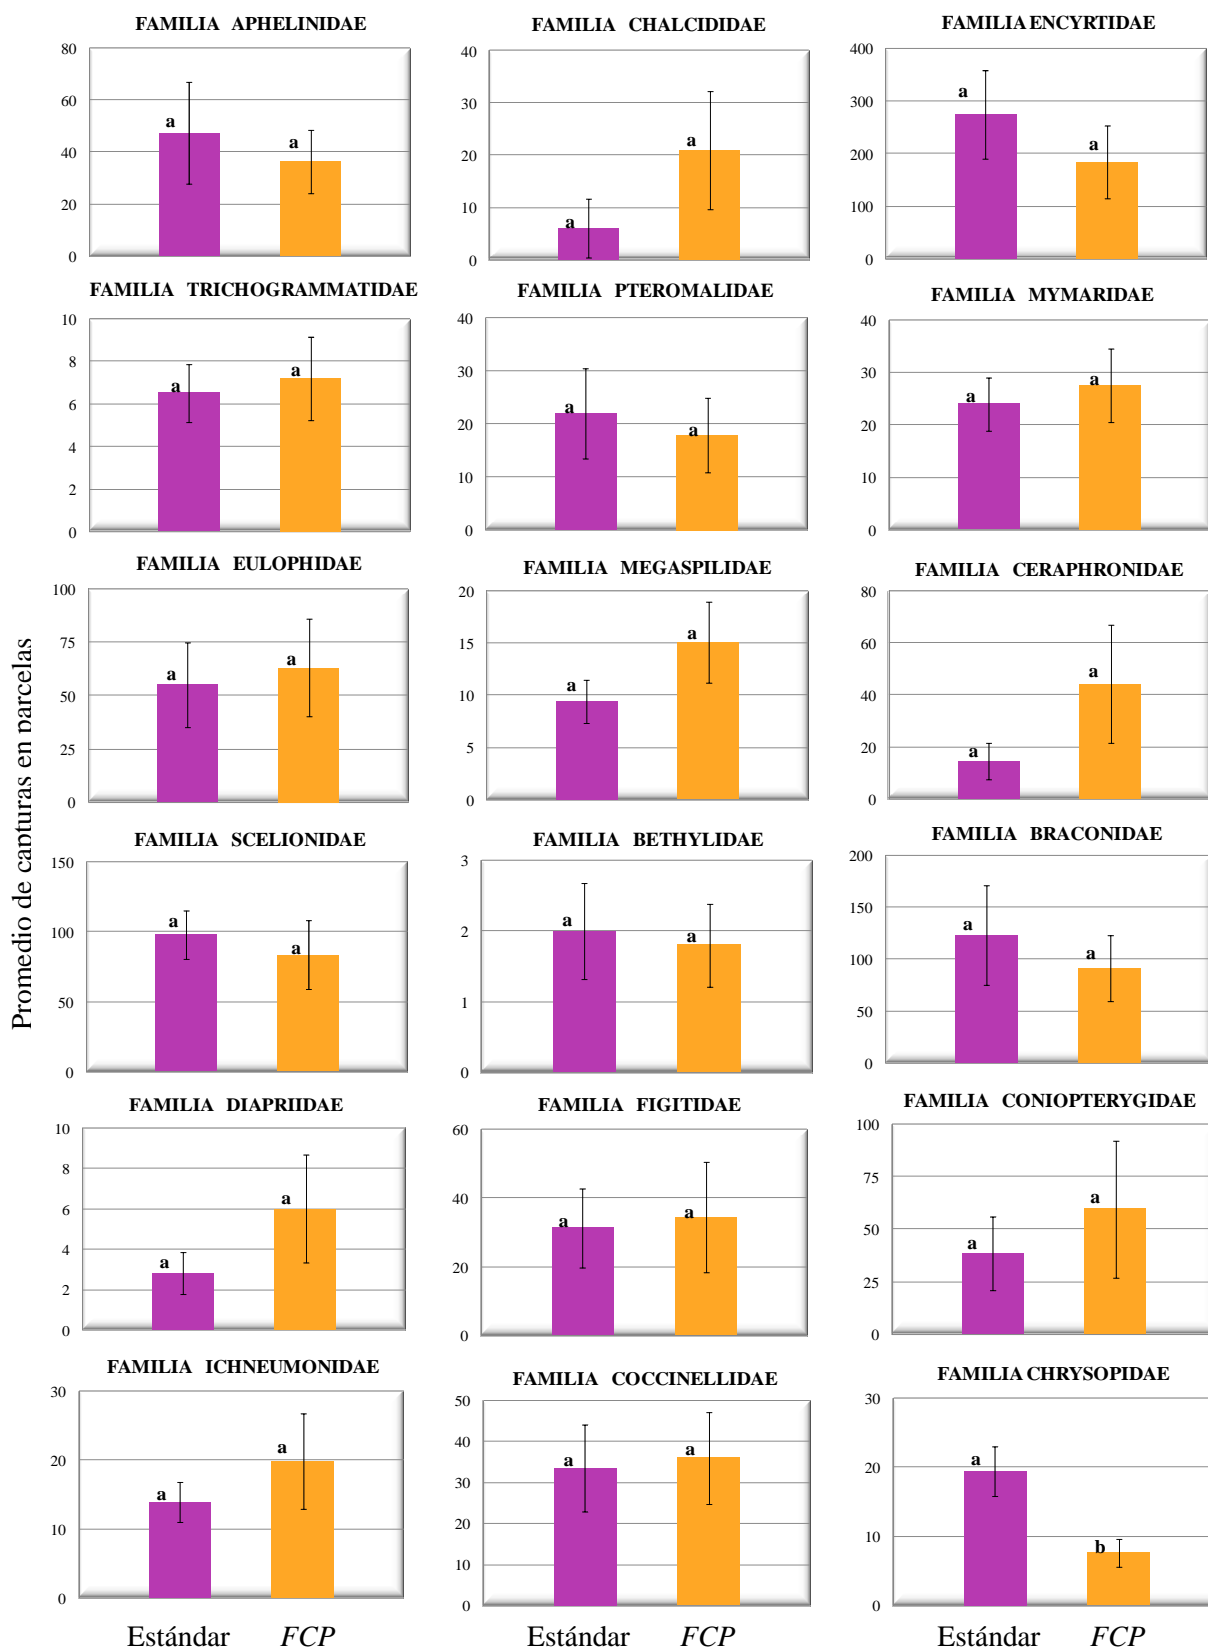 FAMILIA APHELINIDAE
80
60
40
20
0
a
a
FAMILIA CHALCIDIDAE
40
30
20
10
0
a
a
FAMILIA ENCYRTIDAE
400
300
200
100
0
a
a
FAMILIA TRICHOGRAMMATIDAE
10
8
6
4
2
0
a
a
FAMILIA PTEROMALIDAE
40
30
20
10
0
a
a
FAMILIA MYMARIDAE
40
30
20
10
0
a
a
FAMILIA EULOPHIDAE
100
75
50
25
0
a
a
FAMILIA MEGASPILIDAE
20
15
10
5
0
a
a
FAMILIA CERAPHRONIDAE
80
60
40
20
0
a
a
Promedio de capturas en parcelas
FAMILIA SCELIONIDAE
150
100
50
0
a
a
FAMILIA BETHYLIDAE
3
2
1
0
a
a
FAMILIA BRACONIDAE
200
150
100
50
0
a
a
FAMILIA DIAPRIIDAE
10
8
6
4
2
0
a
a
FAMILIA FIGITIDAE
60
40
20
0
a
a
FAMILIA CONIOPTERYGIDAE
100
75
50
25
0
a
a
FAMILIA ICHNEUMONIDAE
30
20
10
0
a
a
FAMILIA COCCINELLIDAE
50
40
30
20
10
0
a
a
FAMILIA CHRYSOPIDAE
30
20
10
0
a
b
Estándar FCP
Estándar FCP
Estándar FCP